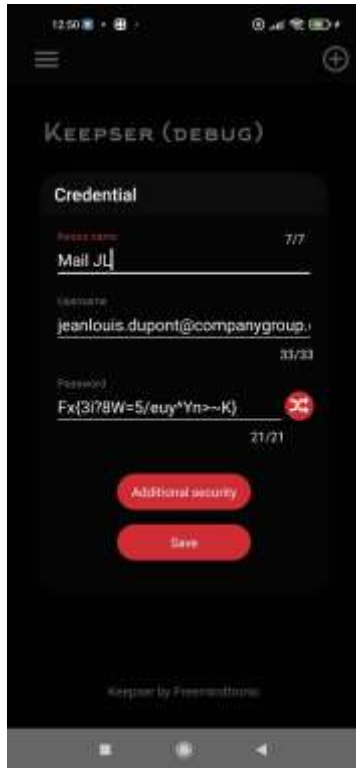 12:50
KEEPSER (DEBUG)
Credential
7/7
Mail JL
Username
jeanlouis.dupont@companygroup.
33/33
Password
Fx{3i?8W=5/euy^Yn>~K}
21/21
Additional security
Save
Keepser by Freemindtronic